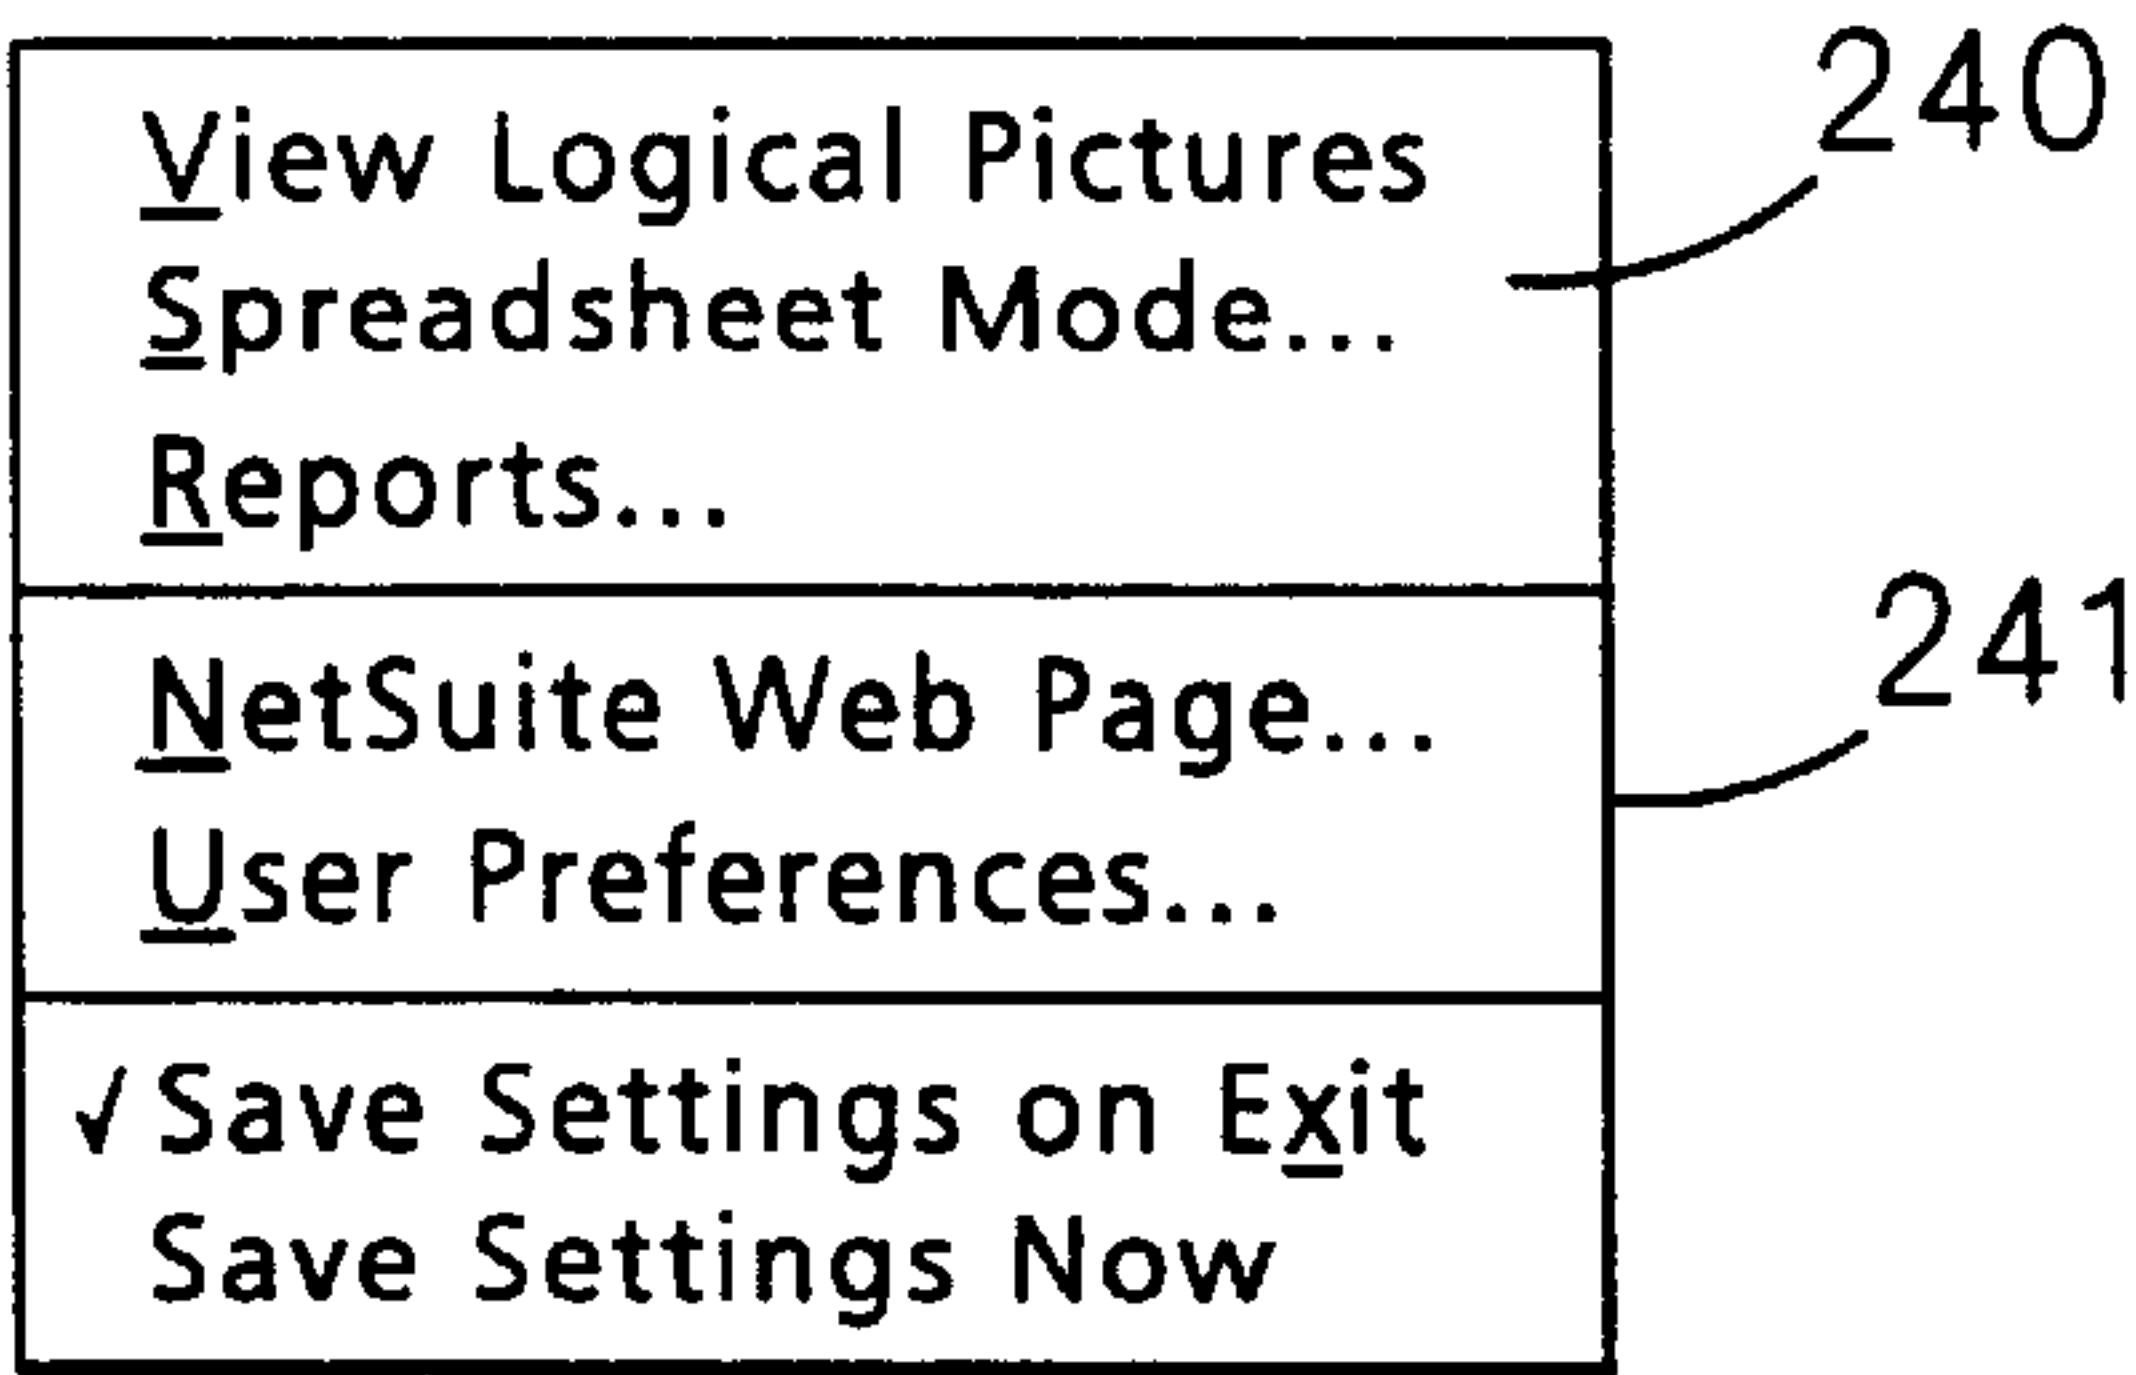 View Logical Pictures
240
Spreadsheet Mode...
Reports...
NetSuite Web Page...
241
User Preferences...
√ Save Settings on Exit
Save Settings Now